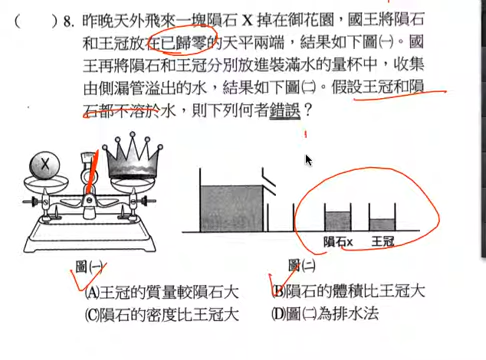 (　　) 8. 昨晚天外飛來一塊隕石 X 掉在御花園，國王將隕石
和王冠放在已歸零的天平兩端，結果如下圖㈠。國
王再將隕石和王冠分別放進裝滿水的量杯中，收集
由側漏管溢出的水，結果如下圖㈡。假設王冠和隕
石都不溶於水，則下列何者錯誤？
X
隕石x 王冠
圖㈠ 圖㈡
(A)王冠的質量較隕石大 (B)隕石的體積比王冠大
(C)隕石的密度比王冠大 (D)圖㈡為排水法